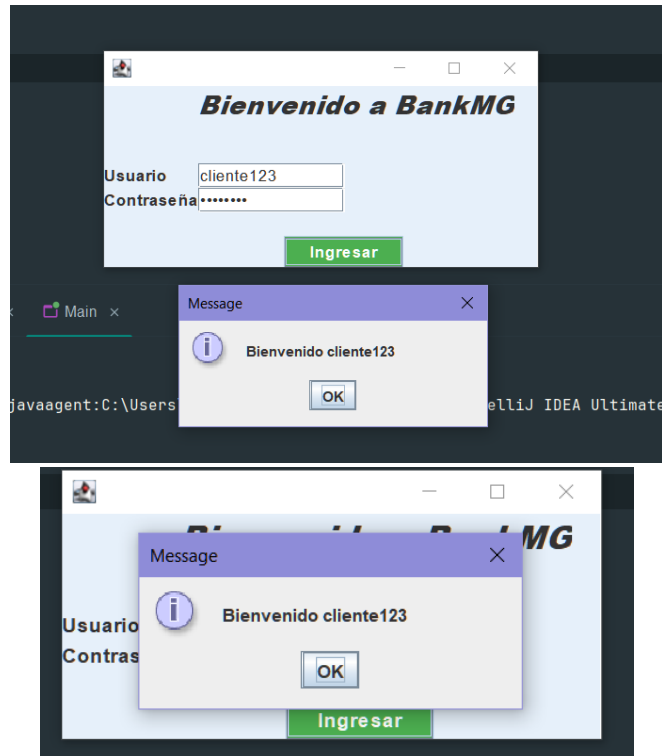 Bienvenido a BankMG
Usuario cliente123
Contraseña ••••••••
Ingresar
Main
Message
Bienvenido cliente123
OK
javaagent:C:\Users elliJ IDEA Ultimate
MG
Message
Bienvenido cliente123
Usuario
Contras
OK
Ingresar